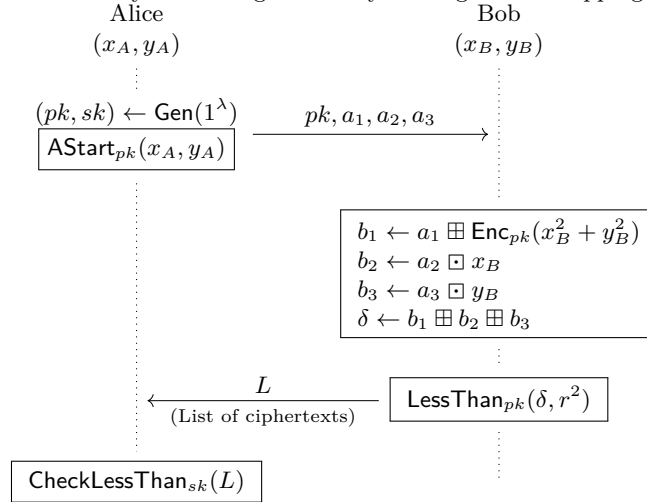 Alice
Bob
(x_A, y_A)
(x_B, y_B)
(pk, sk) ← Gen(1^λ)
AStart_pk(x_A, y_A)
pk, a_1, a_2, a_3
b_1 ← a_1 ⊞ Enc_pk(x_B^2 + y_B^2)
b_2 ← a_2 ⊡ x_B
b_3 ← a_3 ⊡ y_B
δ ← b_1 ⊞ b_2 ⊞ b_3
L
(List of ciphertexts)
LessThan_pk(δ, r^2)
CheckLessThan_sk(L)